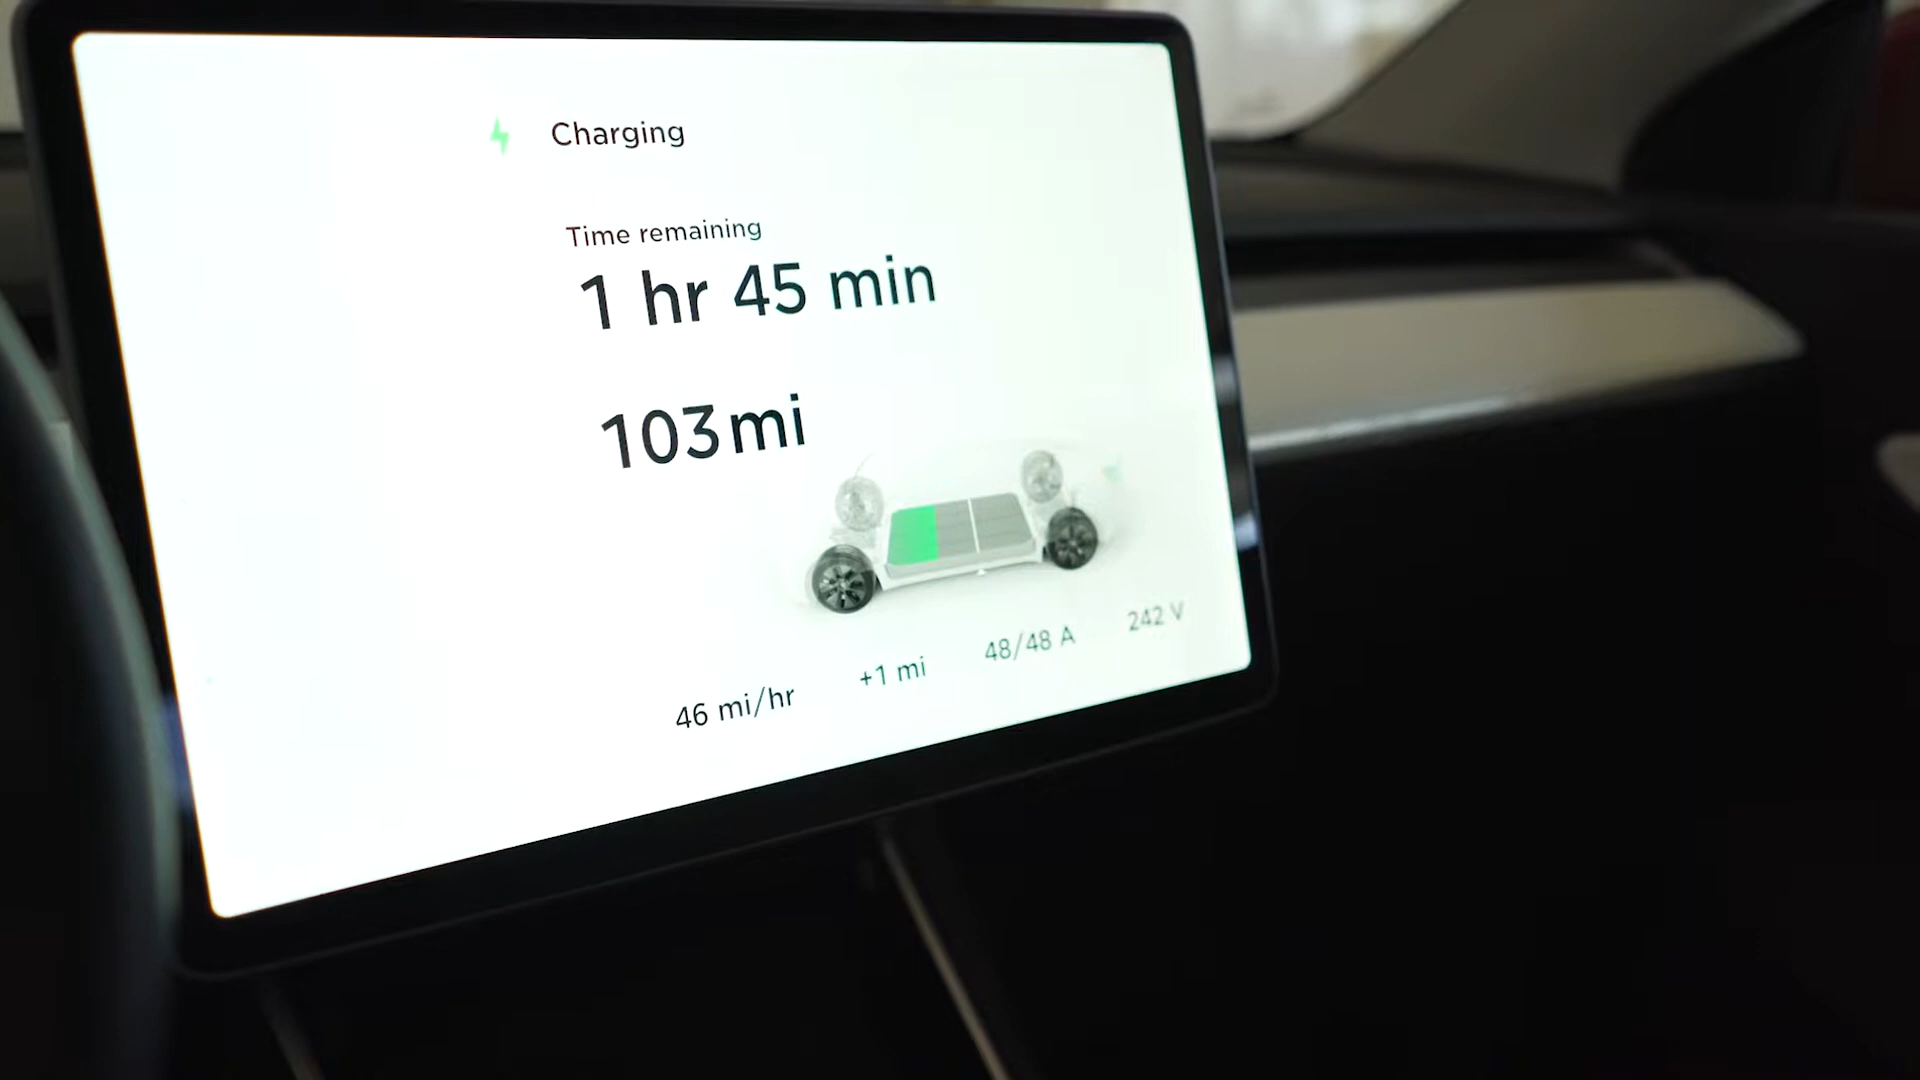 Charging
Time remaining
1 hr 45 min
103 mi
46 mi/hr
+1 mi
48/48 A
242 V